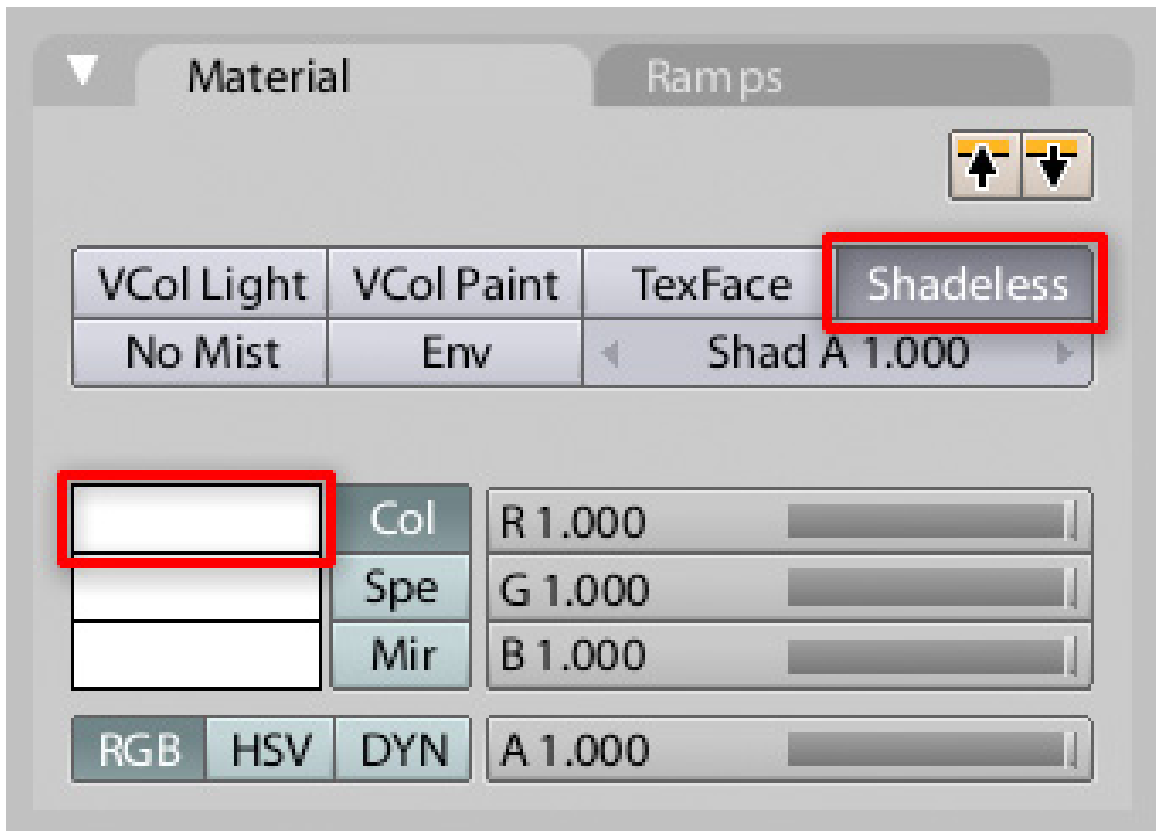 Material Ramps
VCol Light VCol Paint TexFace Shadeless
No Mist Env Shad A 1.000
Col R 1.000
Spe G 1.000
Mir B 1.000
RGB HSV DYN A 1.000